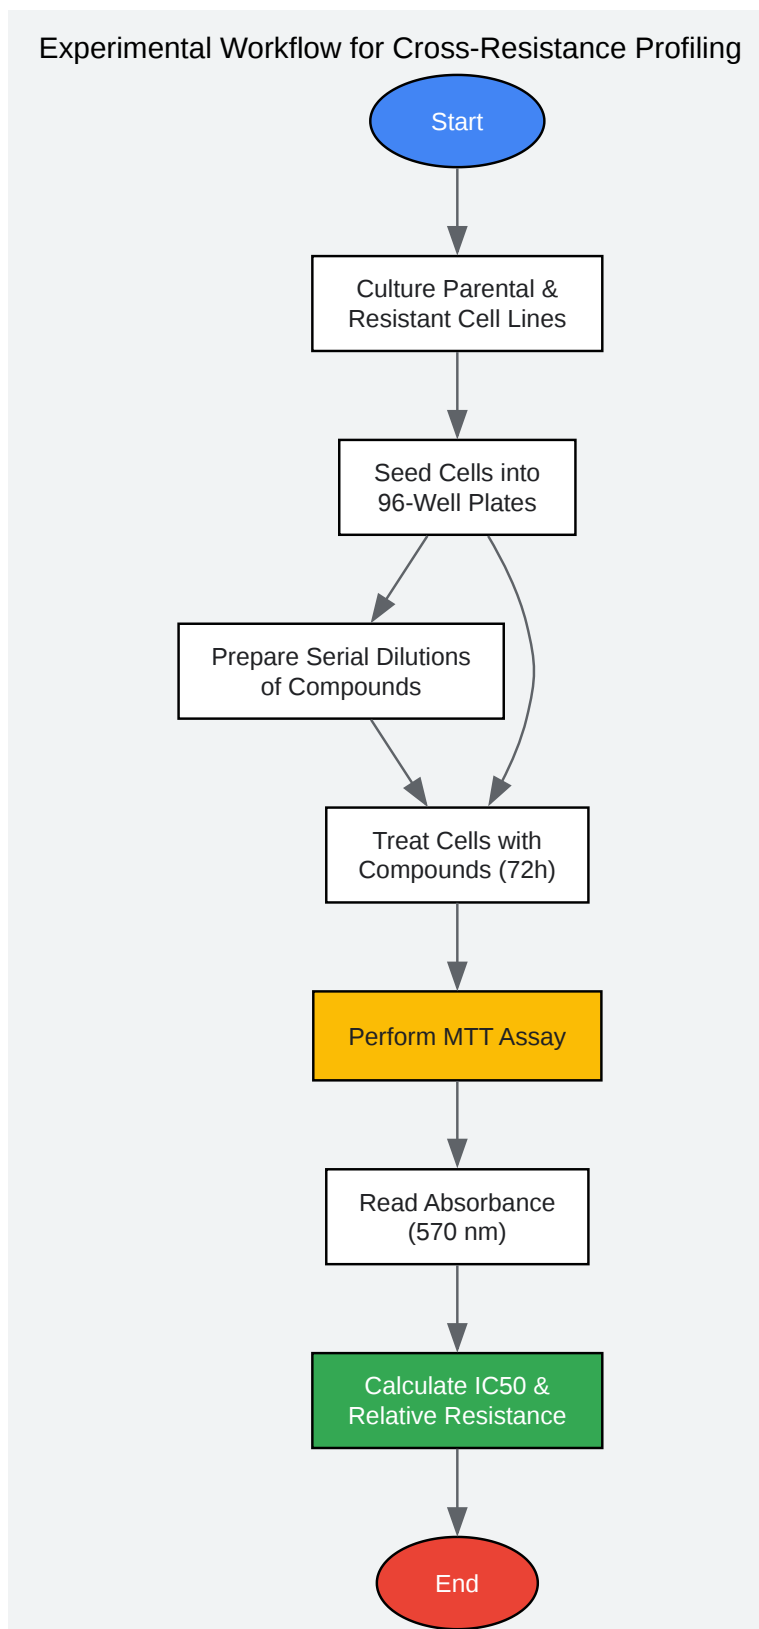 Experimental Workflow for Cross-Resistance Profiling
Start
Culture Parental &
Resistant Cell Lines
Seed Cells into
96-Well Plates
Prepare Serial Dilutions
of Compounds
Treat Cells with
Compounds (72h)
Perform MTT Assay
Read Absorbance
(570 nm)
Calculate IC50 &
Relative Resistance
End